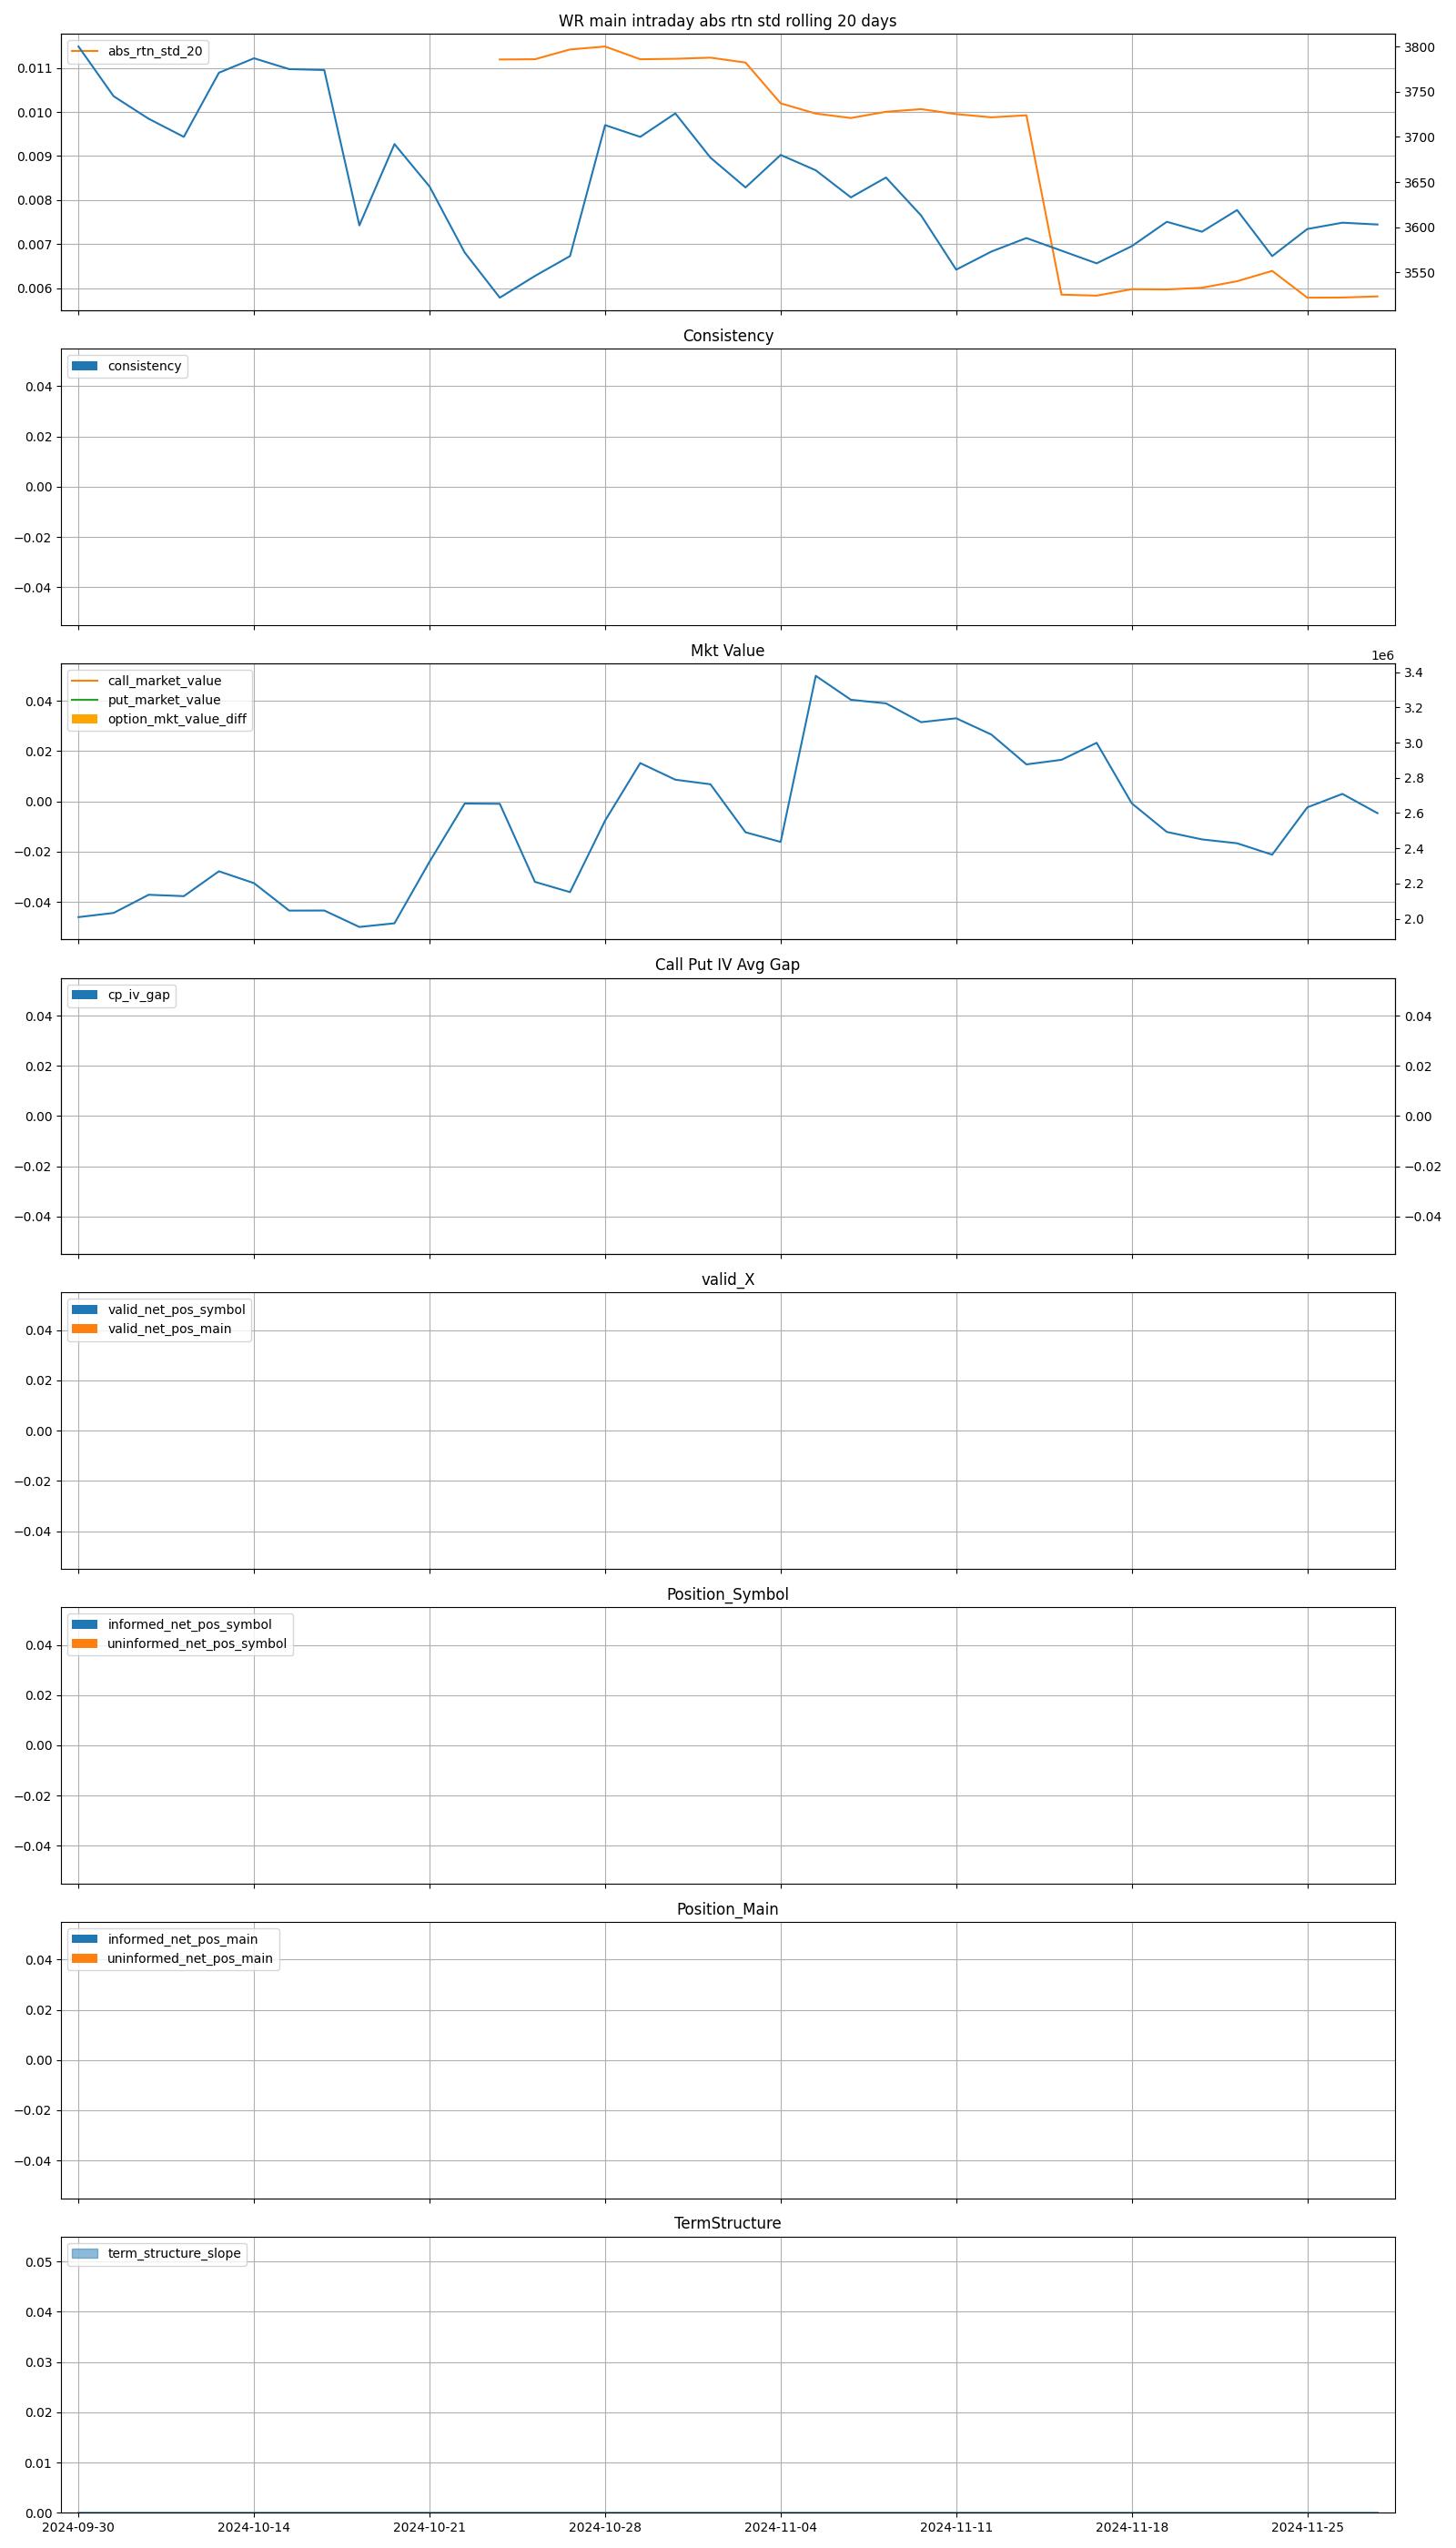 WR main intraday abs rtn std rolling 20 days
abs_rtn_std_20
0.011
0.010
0.009
0.008
0.007
0.006
3800
3750
3700
3650
3600
3550
Consistency
consistency
0.04
0.02
0.00
−0.02
−0.04
Mkt Value
1e6
call_market_value
put_market_value
option_mkt_value_diff
0.04
0.02
0.00
−0.02
−0.04
3.4
3.2
3.0
2.8
2.6
2.4
2.2
2.0
Call Put IV Avg Gap
cp_iv_gap
0.04
0.02
0.00
−0.02
−0.04
0.04
0.02
0.00
−0.02
−0.04
valid_X
valid_net_pos_symbol
valid_net_pos_main
0.04
0.02
0.00
−0.02
−0.04
Position_Symbol
informed_net_pos_symbol
uninformed_net_pos_symbol
0.04
0.02
0.00
−0.02
−0.04
Position_Main
informed_net_pos_main
uninformed_net_pos_main
0.04
0.02
0.00
−0.02
−0.04
TermStructure
term_structure_slope
0.05
0.04
0.03
0.02
0.01
0.00
2024-09-30 2024-10-14 2024-10-21 2024-10-28 2024-11-04 2024-11-11 2024-11-18 2024-11-25